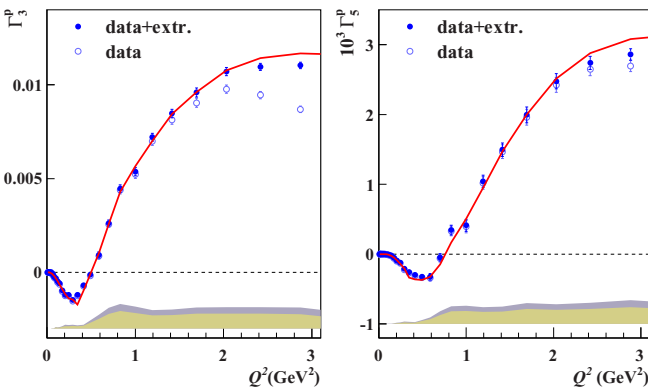 Γ₃ᵖ
data+extr.
data
0.01
0.005
0
0 1 2 3
Q² (GeV²)
10³ Γ₅ᵖ
data+extr.
data
3
2
1
0
-1
0 1 2 3
Q² (GeV²)